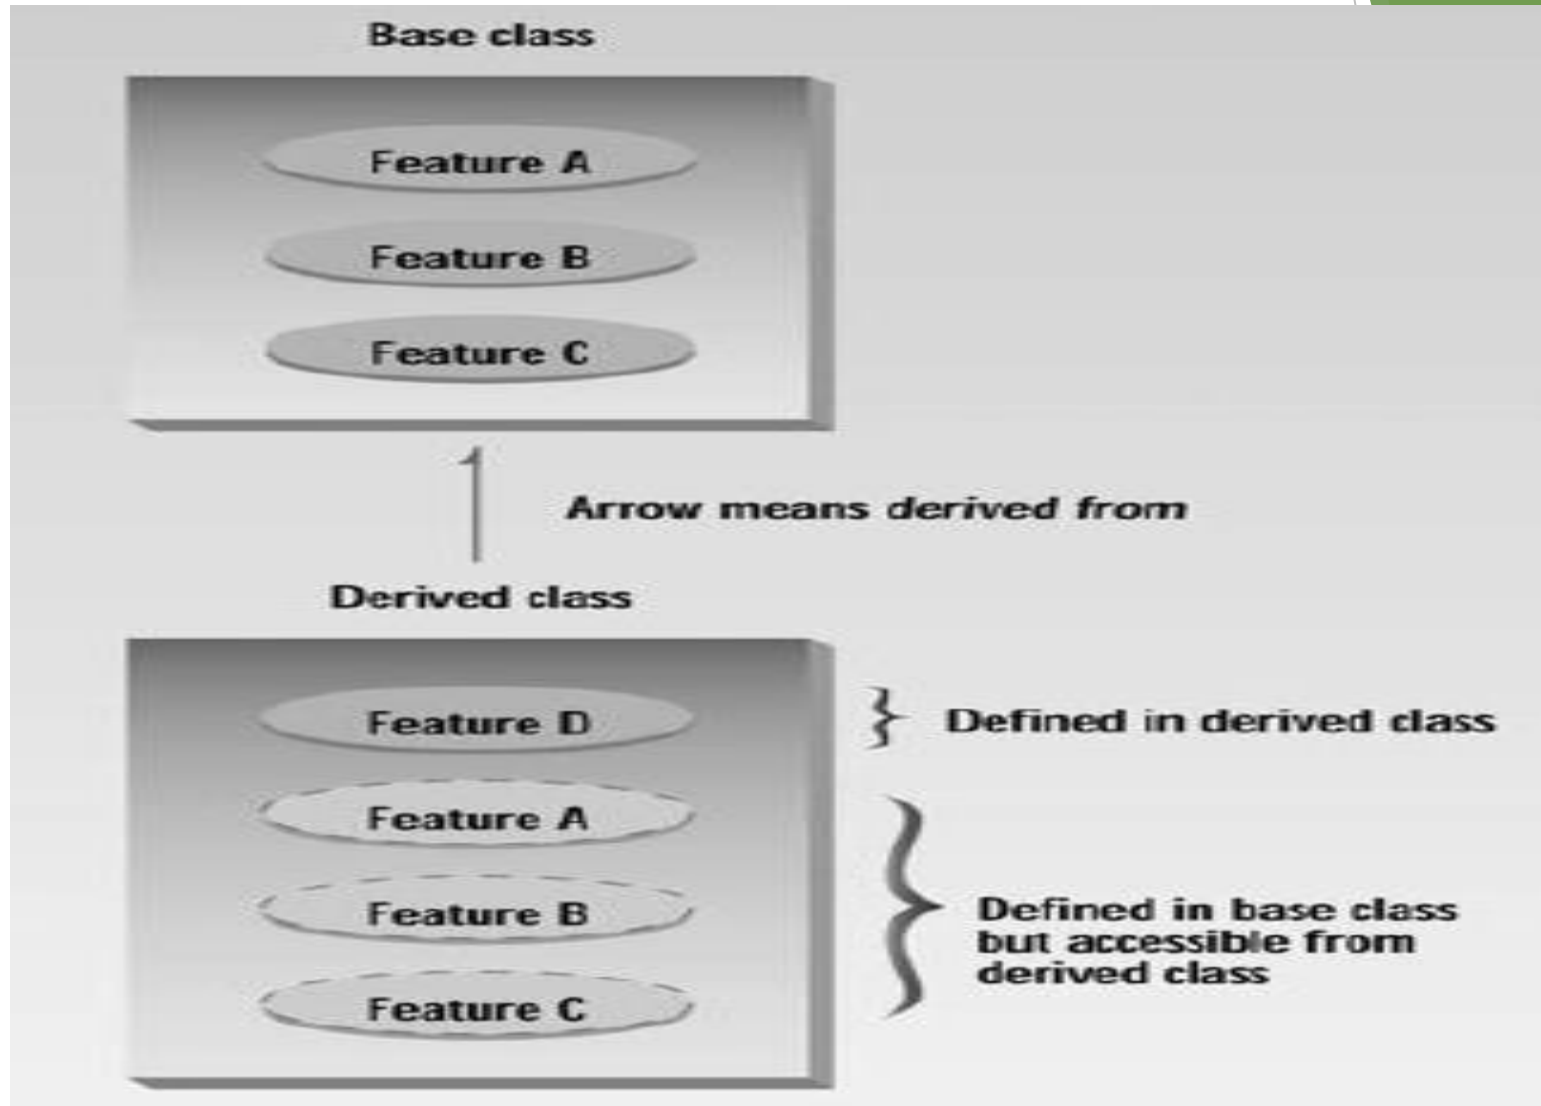 Base class
Feature A
Feature B
Feature C
Arrow means derived from
Derived class
Feature D
Defined in derived class
Feature A
Feature B
Defined in base class
but accessible from
derived class
Feature C